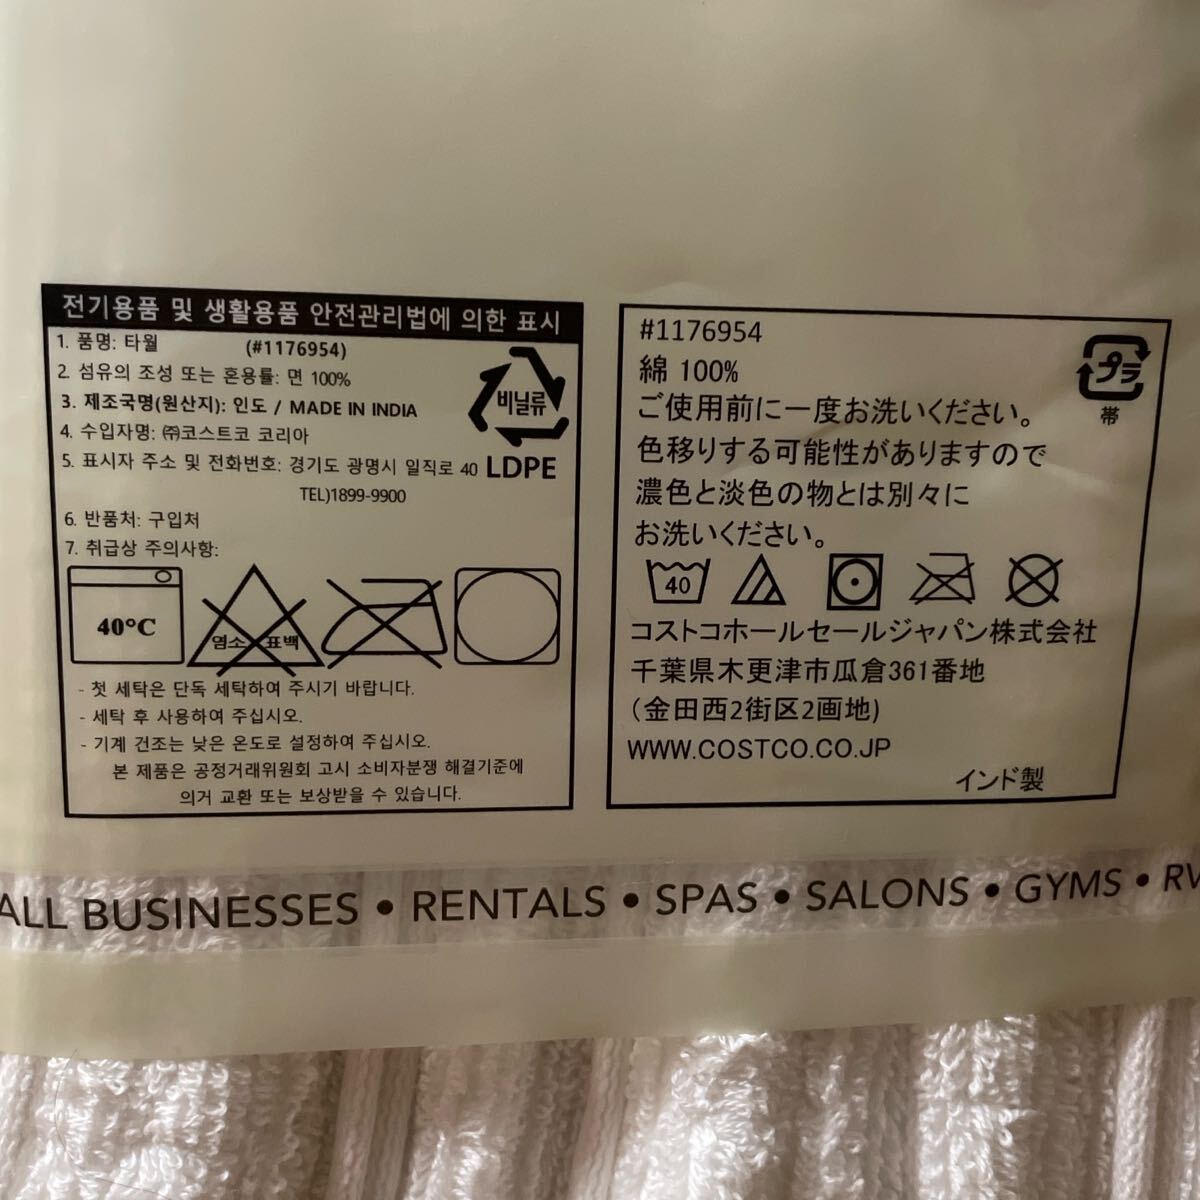 전기용품 및 생활용품 안전관리법에 의한 표시
1. 품명: 타월 (#1176954)
2. 섬유의 조성 또는 혼용률: 면 100%
3. 제조국명(원산지): 인도 / MADE IN INDIA
4. 수입자명: ㈜코스트코 코리아
5. 표시자 주소 및 전화번호: 경기도 광명시 일직로 40
TEL)1899-9900
6. 반품처: 구입처
7. 취급상 주의사항:
비닐류
LDPE
40°C
염소 표백
- 첫 세탁은 단독 세탁하여 주시기 바랍니다.
- 세탁 후 사용하여 주십시오.
- 기계 건조는 낮은 온도로 설정하여 주십시오.
본 제품은 공정거래위원회 고시 소비자분쟁 해결기준에
의거 교환 또는 보상받을 수 있습니다.
#1176954
綿 100%
プラ
帯
ご使用前に一度お洗いください。
色移りする可能性がありますので
濃色と淡色の物とは別々に
お洗いください。
40
コストコホールセールジャパン株式会社
千葉県木更津市瓜倉361番地
(金田西2街区2画地)
WWW.COSTCO.CO.JP
インド製
ALL BUSINESSES • RENTALS • SPAS • SALONS • GYMS • RV